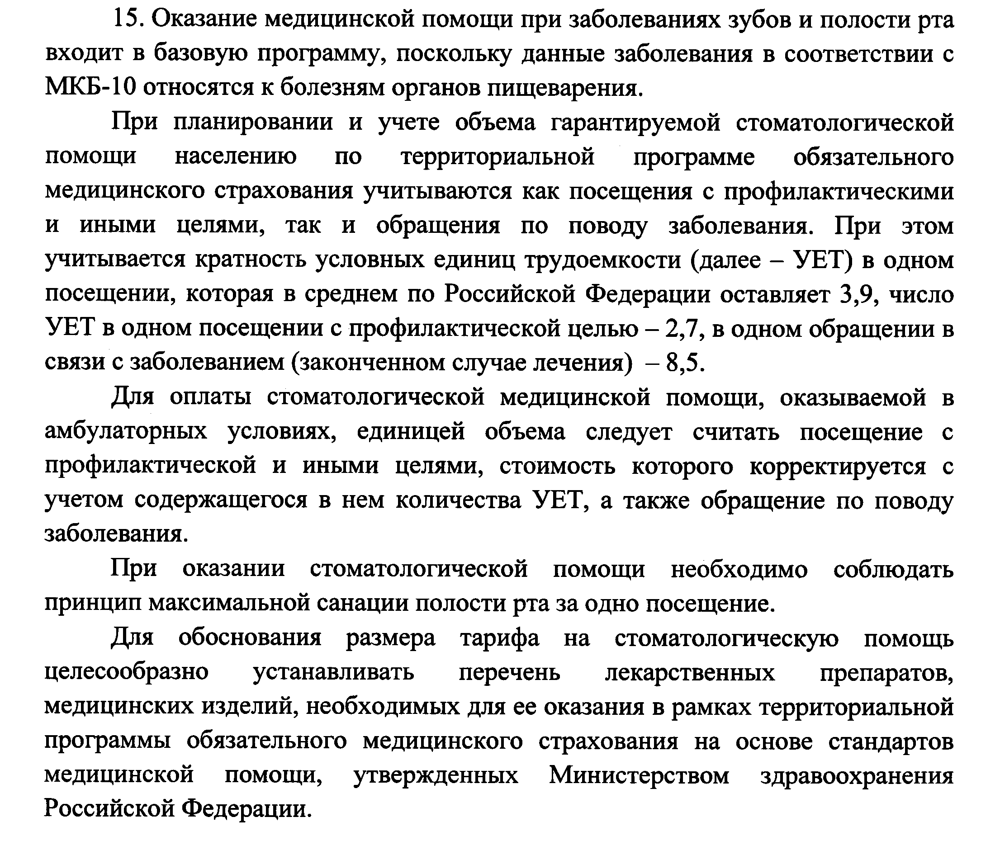 15. Оказание медицинской помощи при заболеваниях зубов и полости рта
входит в базовую программу, поскольку данные заболевания в соответствии с
МКБ-10 относятся к болезням органов пищеварения.
При планировании и учете объема гарантируемой стоматологической
помощи населению по территориальной программе обязательного
медицинского страхования учитываются как посещения с профилактическими
и иными целями, так и обращения по поводу заболевания. При этом
учитывается кратность условных единиц трудоемкости (далее – УЕТ) в одном
посещении, которая в среднем по Российской Федерации оставляет 3,9, число
УЕТ в одном посещении с профилактической целью – 2,7, в одном обращении в
связи с заболеванием (законченном случае лечения) – 8,5.
Для оплаты стоматологической медицинской помощи, оказываемой в
амбулаторных условиях, единицей объема следует считать посещение с
профилактической и иными целями, стоимость которого корректируется с
учетом содержащегося в нем количества УЕТ, а также обращение по поводу
заболевания.
При оказании стоматологической помощи необходимо соблюдать
принцип максимальной санации полости рта за одно посещение.
Для обоснования размера тарифа на стоматологическую помощь
целесообразно устанавливать перечень лекарственных препаратов,
медицинских изделий, необходимых для ее оказания в рамках территориальной
программы обязательного медицинского страхования на основе стандартов
медицинской помощи, утвержденных Министерством здравоохранения
Российской Федерации.